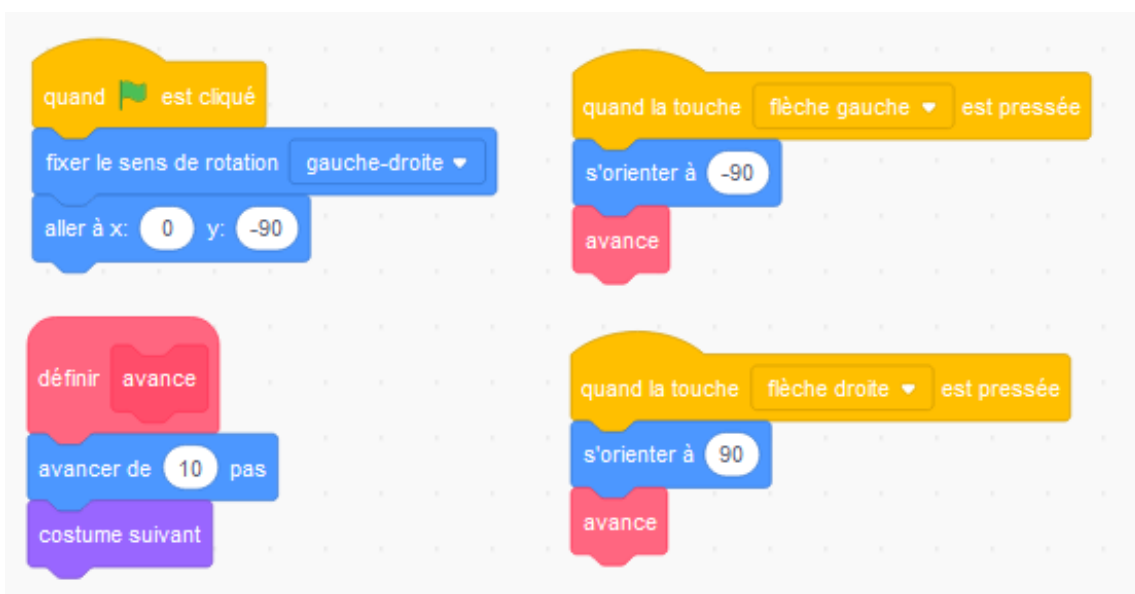 quand est cliqué
fixer le sens de rotation gauche-droite
aller à x: 0 y: -90
définir avance
avancer de 10 pas
costume suivant
quand la touche flèche gauche est pressée
s'orienter à -90
avance
quand la touche flèche droite est pressée
s'orienter à 90
avance